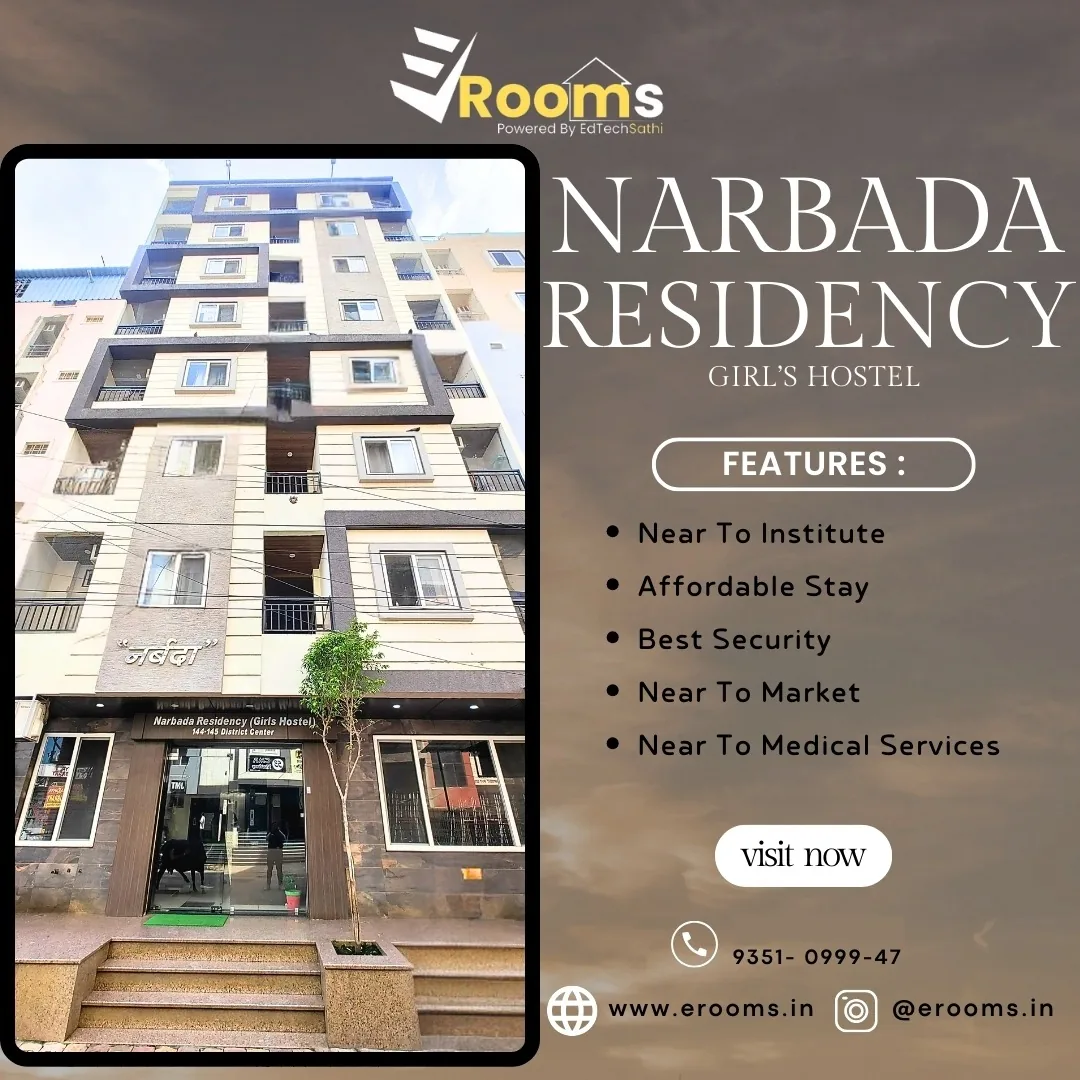 ERooms
Powered By EdTechSathi
NARBADA
RESIDENCY
GIRL'S HOSTEL
FEATURES :
Near To Institute
Affordable Stay
Best Security
Near To Market
Near To Medical Services
visit now
9351- 0999-47
www.erooms.in
@erooms.in
“नर्बदा”
Narbada Residency (Girls Hostel)
144-145 District Center